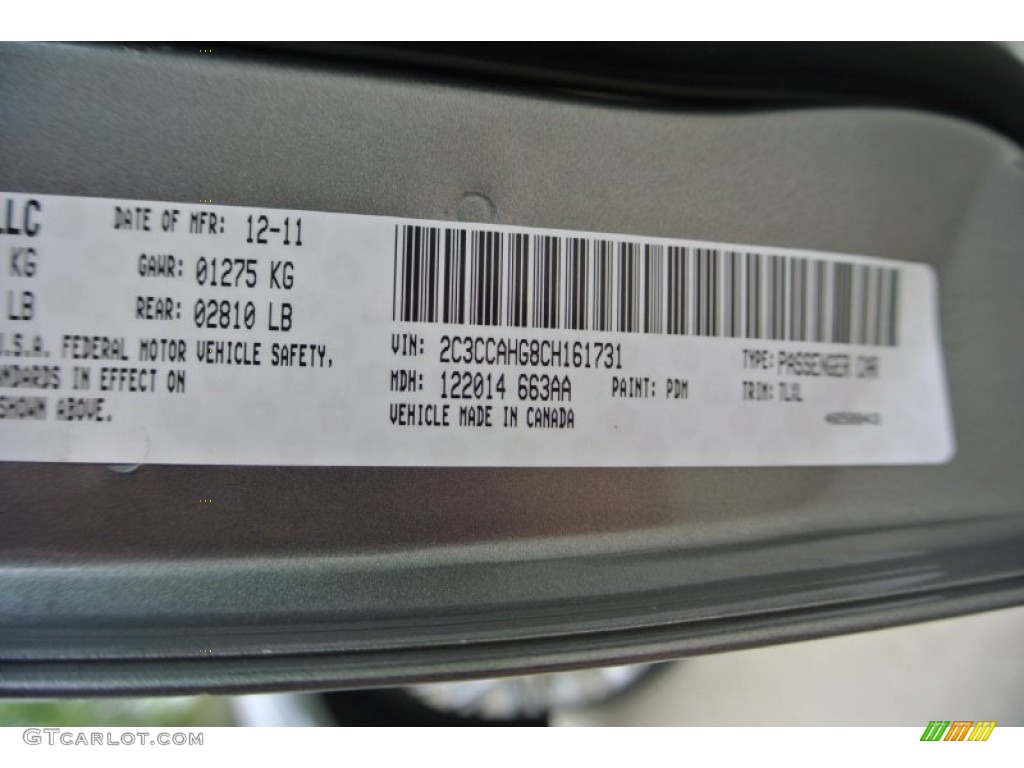 LLC DATE OF MFR: 12-11
KG GAWR: 01275 KG
LB REAR: 02810 LB
U.S.A. FEDERAL MOTOR VEHICLE SAFETY,
NDARDS IN EFFECT ON
SHOWN ABOVE.
VIN: 2C3CCAHG8CH161731 TYPE: PASSENGER CAR
MDH: 122014 663AA PAINT: PDM TRIM:
VEHICLE MADE IN CANADA
GTCARLOT.COM